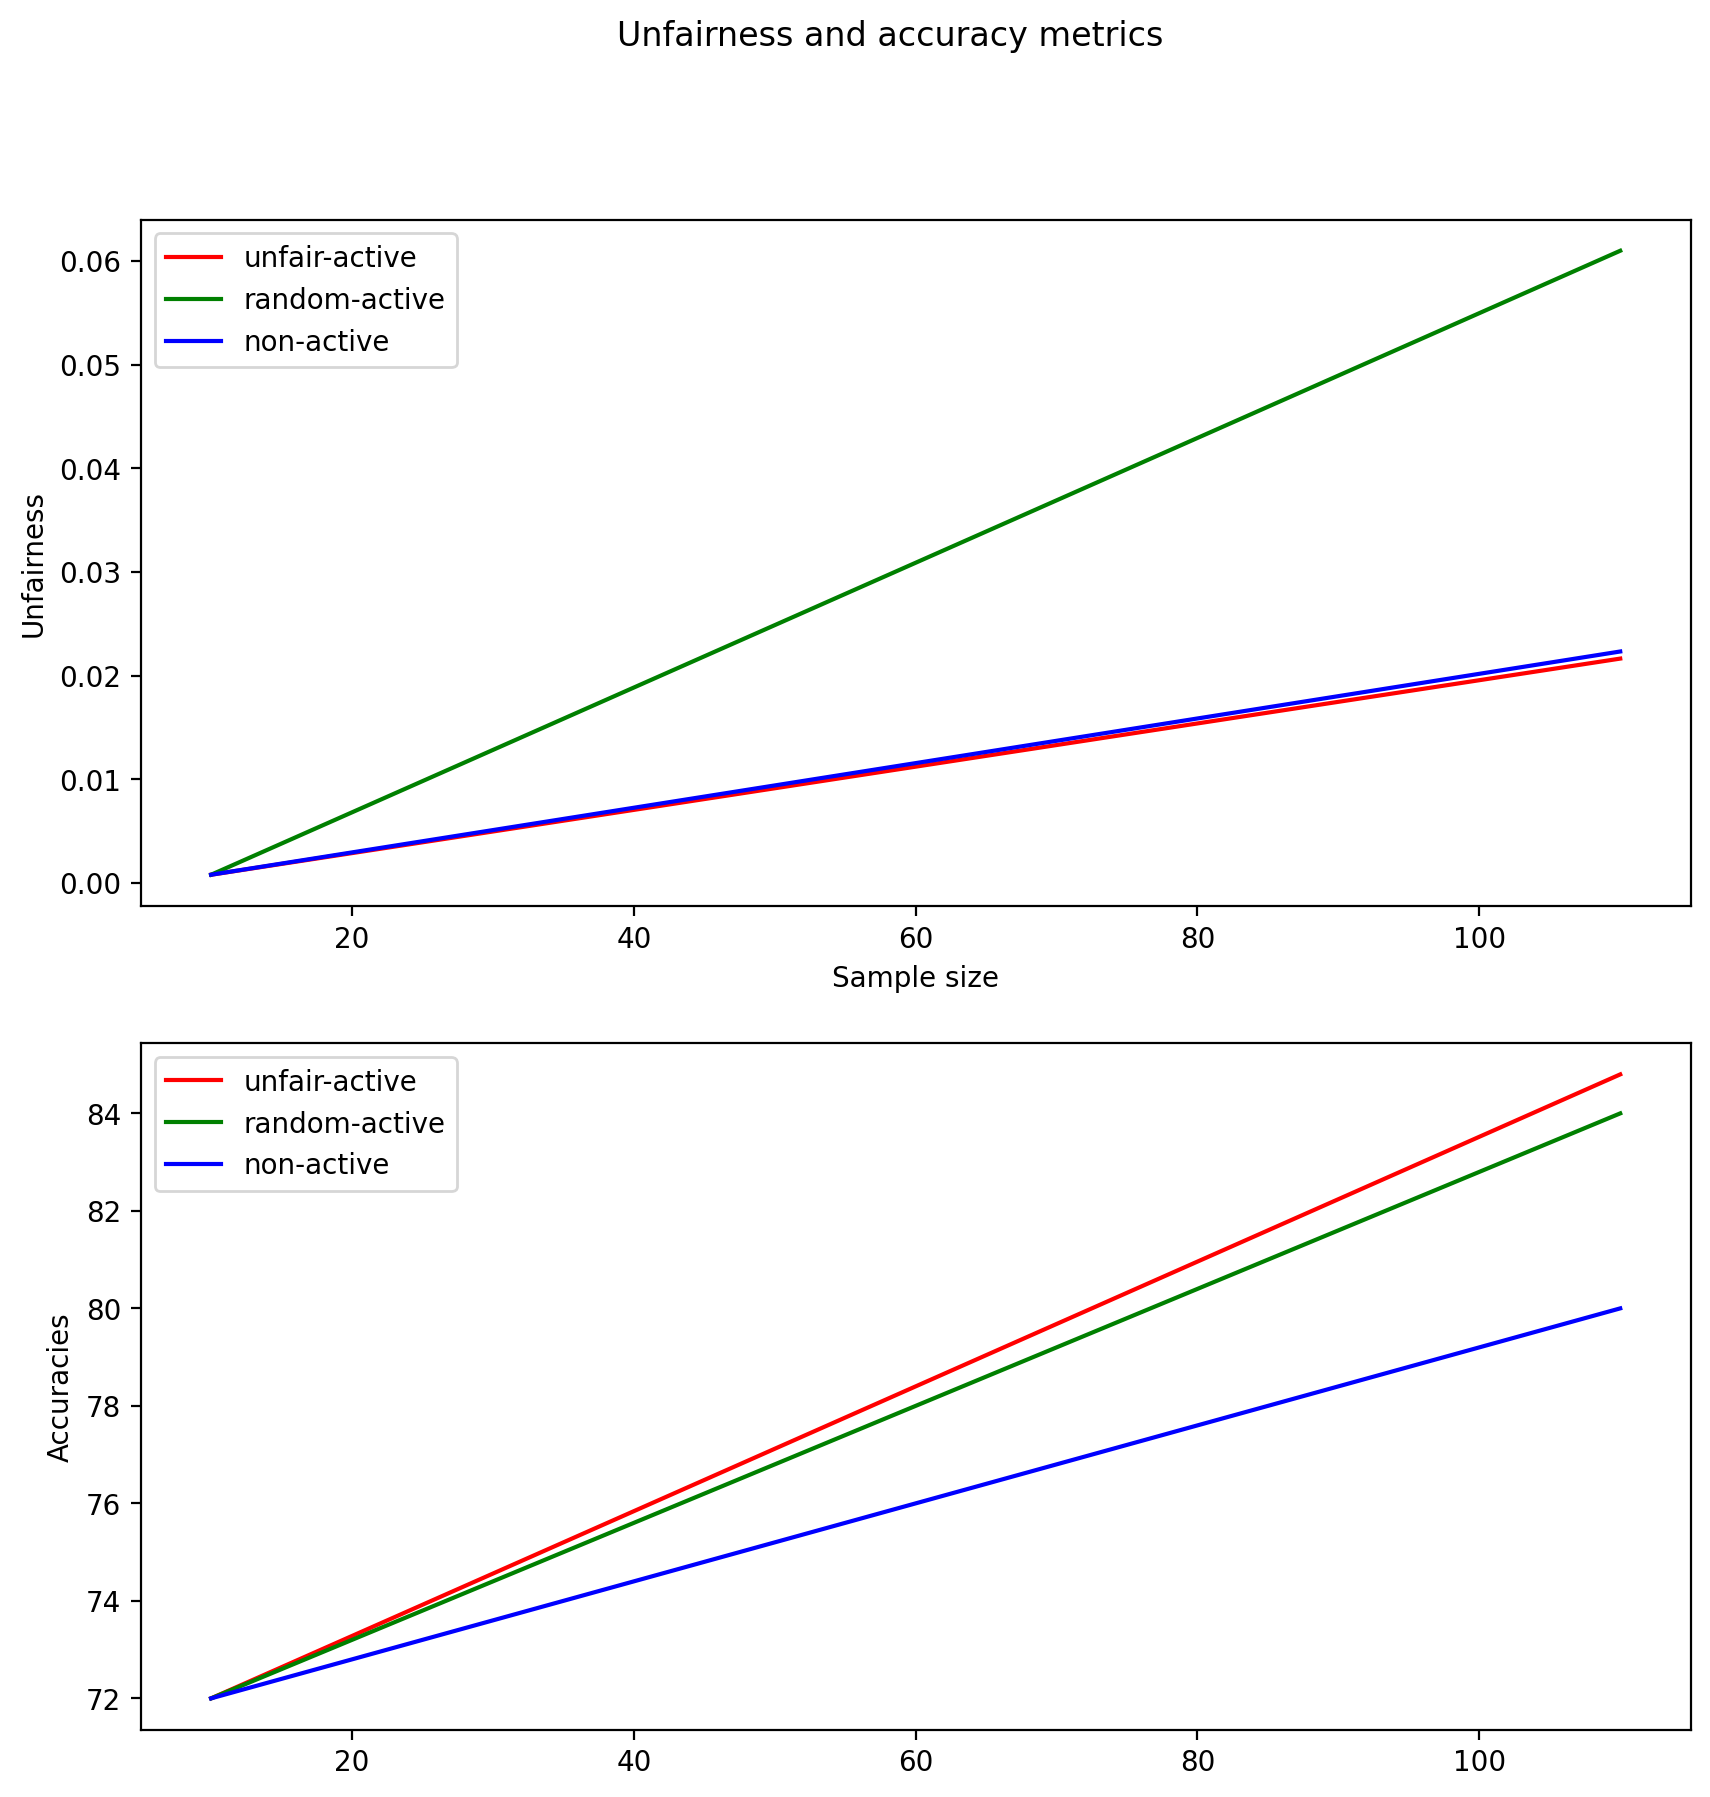 Unfairness and accuracy metrics
unfair-active
random-active
non-active
0.06
0.05
0.04
0.03
0.02
0.01
0.00
Unfairness
20 40 60 80 100
Sample size
unfair-active
random-active
non-active
84
82
80
78
76
74
72
Accuracies
20 40 60 80 100